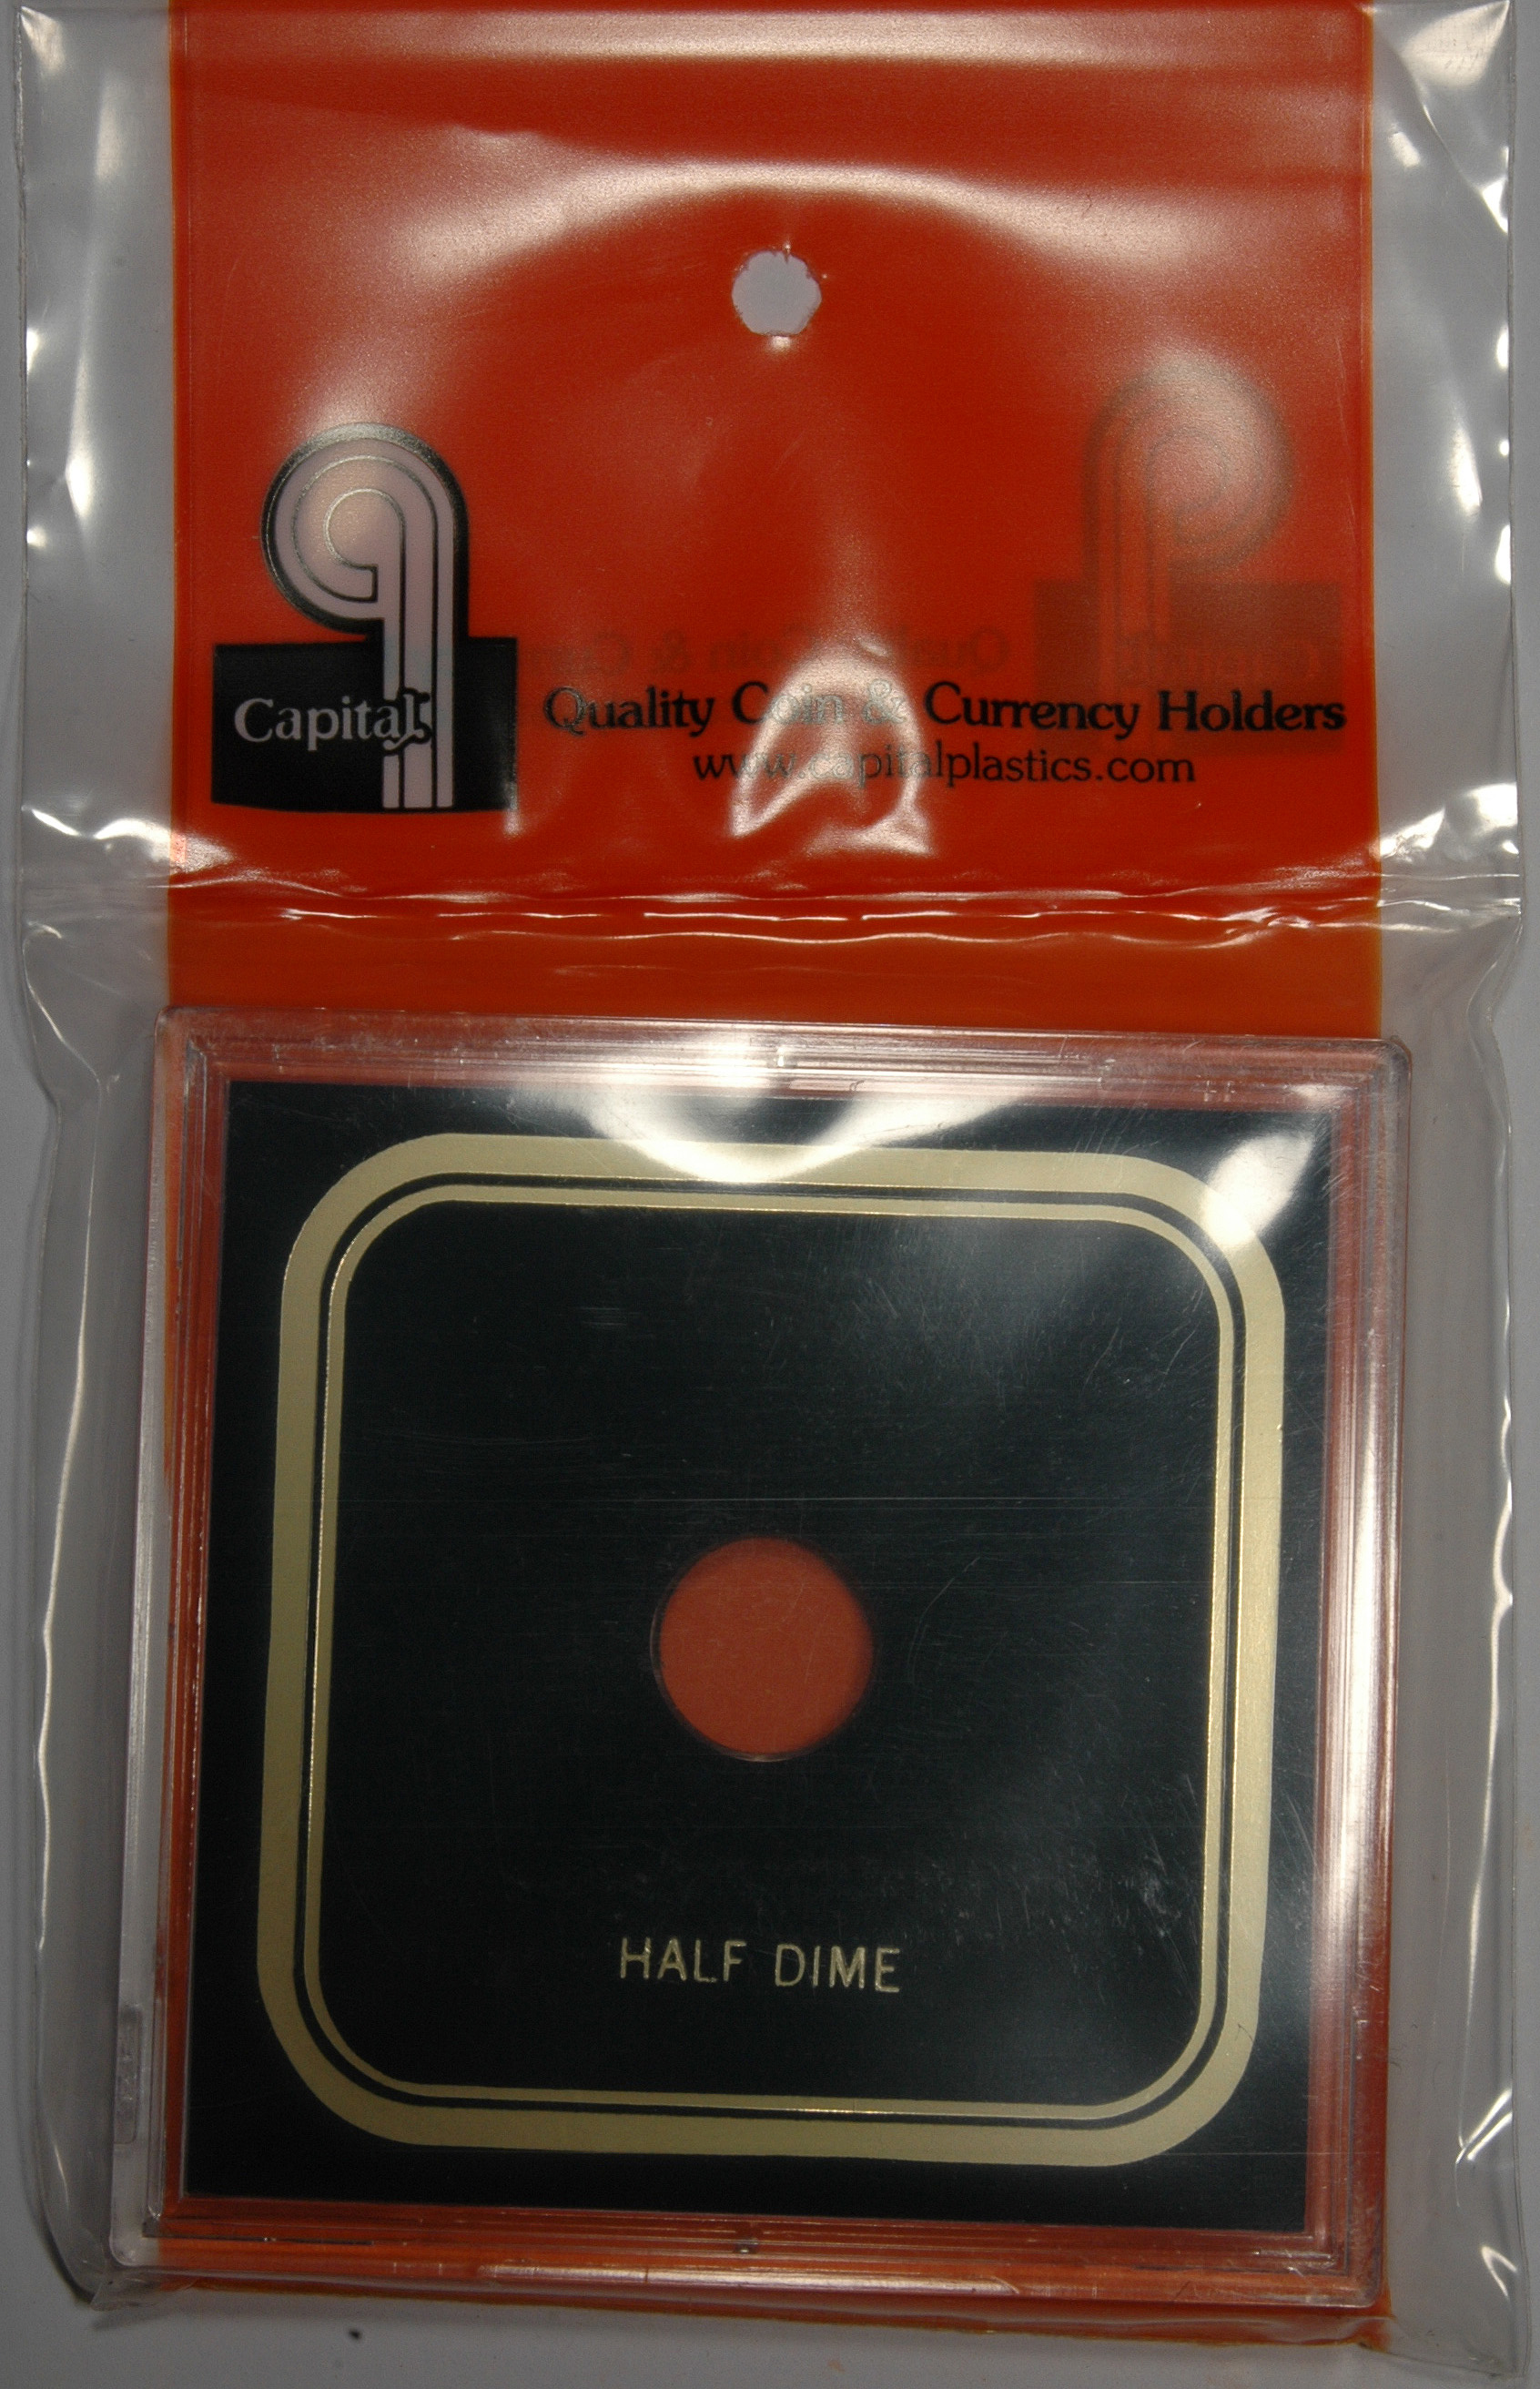 Capital
Quality Coin & Currency Holders
www.capitalplastics.com
HALF DIME